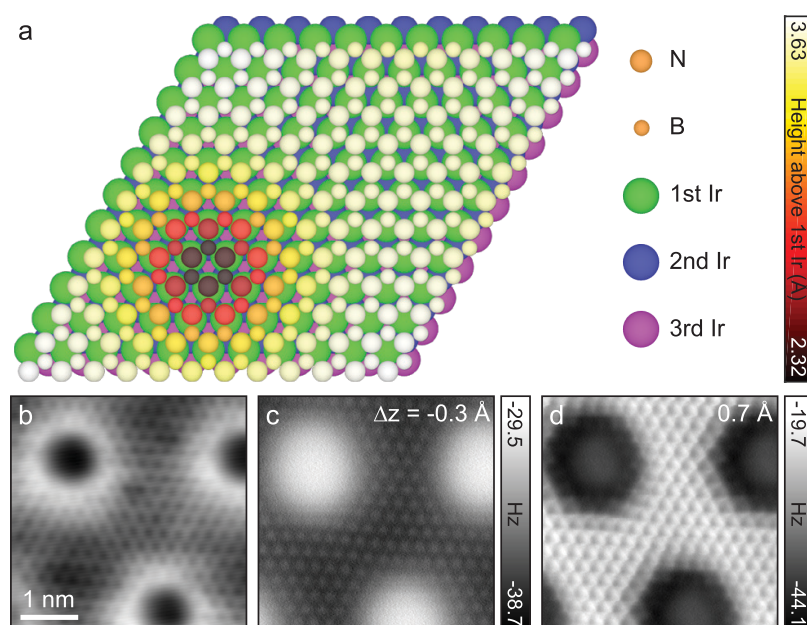 a
N
B
1st Ir
2nd Ir
3rd Ir
3.63
Height above 1st Ir (A)
2.32
b
1 nm
c
Δz = -0.3 Å
-29.5
Hz
-38.7
d
0.7 Å
-19.7
Hz
-44.1